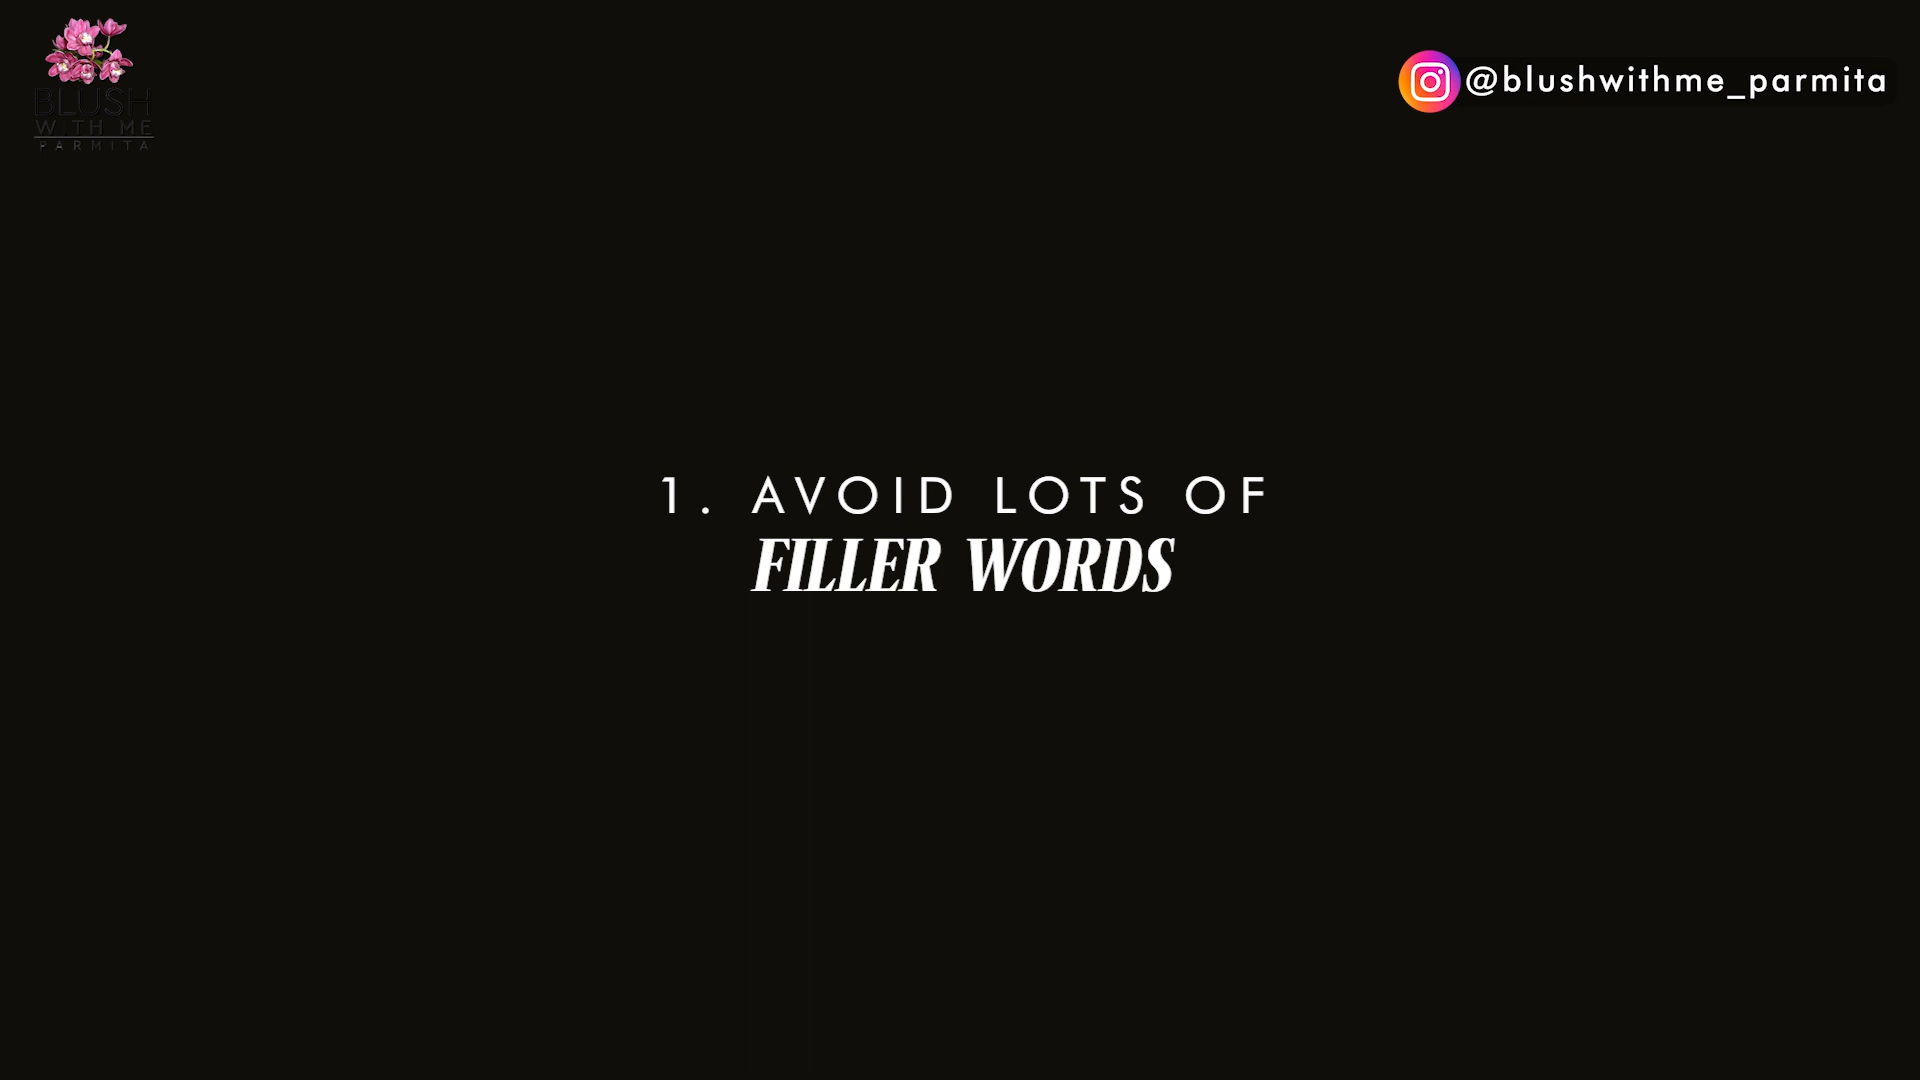 BLUSH
WITH ME
PARMITA
@blushwithme_parmita
1. AVOID LOTS OF
FILLER WORDS